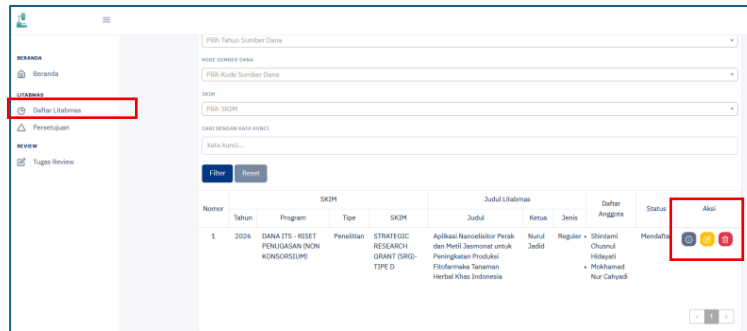 Pilih Tahun Sumber Dana
BERANDA
Beranda
LITABMAS
Daftar Litabmas
Persetujuan
REVIEW
Tugas Review
KODE SUMBER DANA
Pilih Kode Sumber Dana
SKIM
Pilih SKIM
CARI DENGAN KATA KUNCI
kata kunci...
Filter
Reset
Nomor
SKIM
Judul Litabmas
Daftar
Anggota
Status
Aksi
Tahun
Program
Tipe
SKIM
Judul
Ketua
Jenis
1
2026
DANA ITS - RISET
PENUGASAN (NON
KONSORSIUM)
Penelitian
STRATEGIC
RESEARCH
GRANT (SRG)-
TIPE D
Aplikasi Nanoelisitor Perak
dan Metil Jasmonat untuk
Peningkatan Produksi
Fitofarmaka Tanaman
Herbal Khas Indonesia
Nurul
Jadid
Reguler
• Shintami
Chusnul
Hidayati
• Mokhamad
Nur Cahyadi
Mendafta
< 1 >